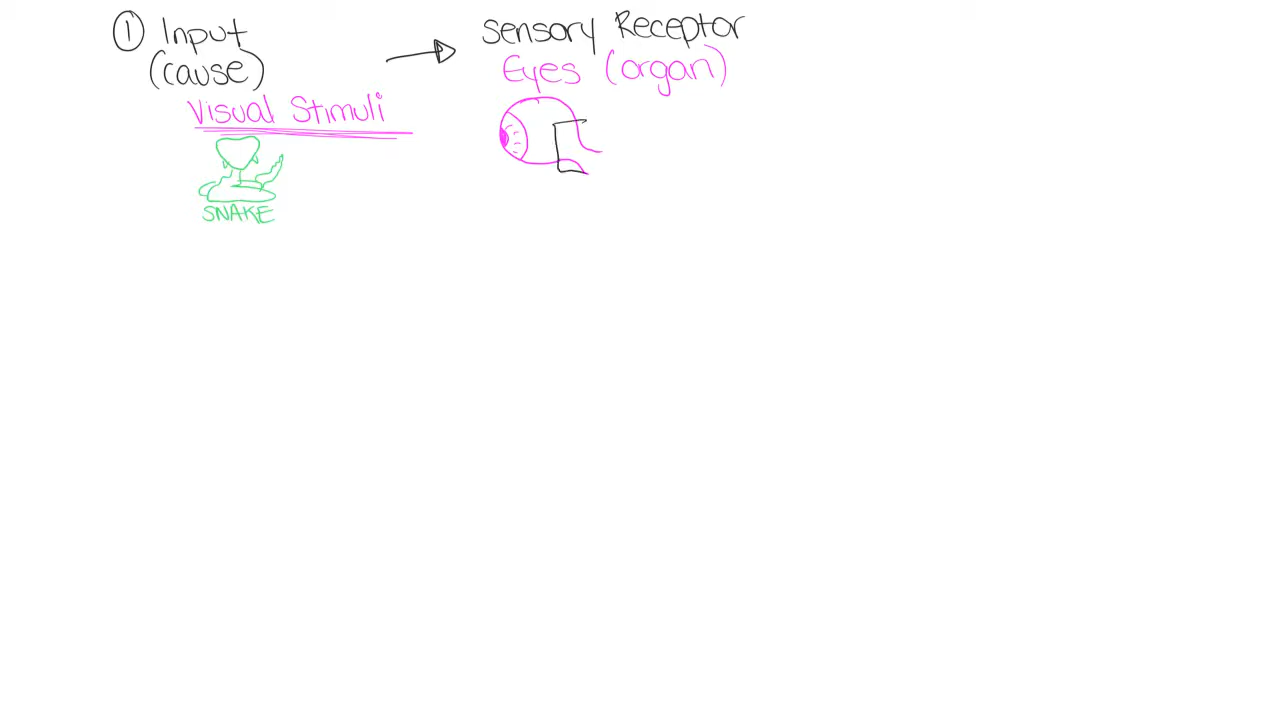 ① Input
(cause)
Visual Stimuli
SNAKE
Sensory Receptor
Eyes (organ)